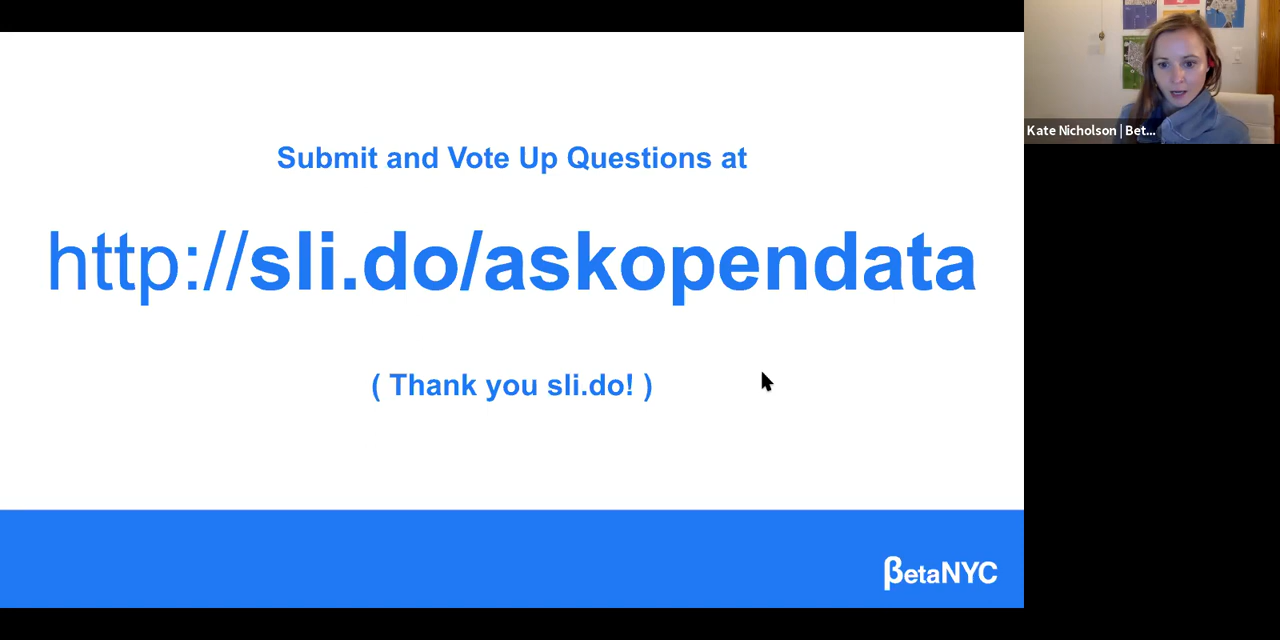 Submit and Vote Up Questions at
http://sli.do/askopendata
( Thank you sli.do! )
βetaNYC
Kate Nicholson | Bet...